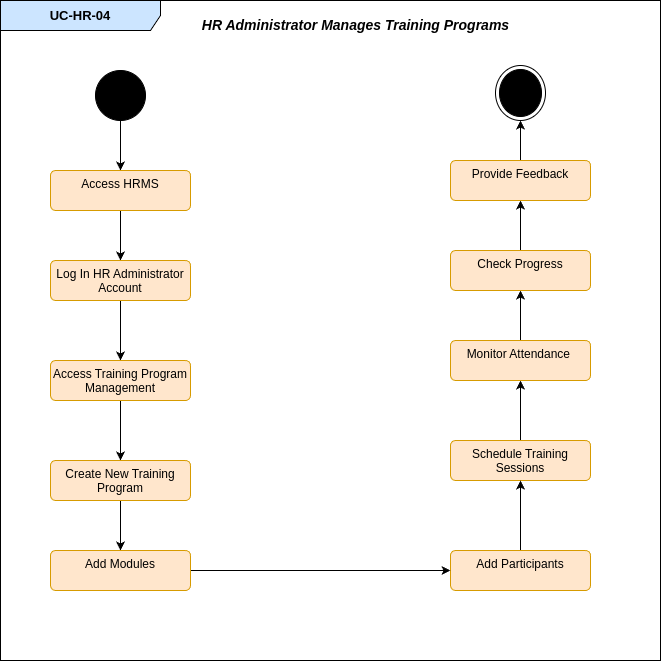 UC-HR-04
HR Administrator Manages Training Programs
Access HRMS
Log In HR Administrator
Account
Access Training Program
Management
Create New Training
Program
Add Modules
Add Participants
Schedule Training
Sessions
Monitor Attendance
Check Progress
Provide Feedback